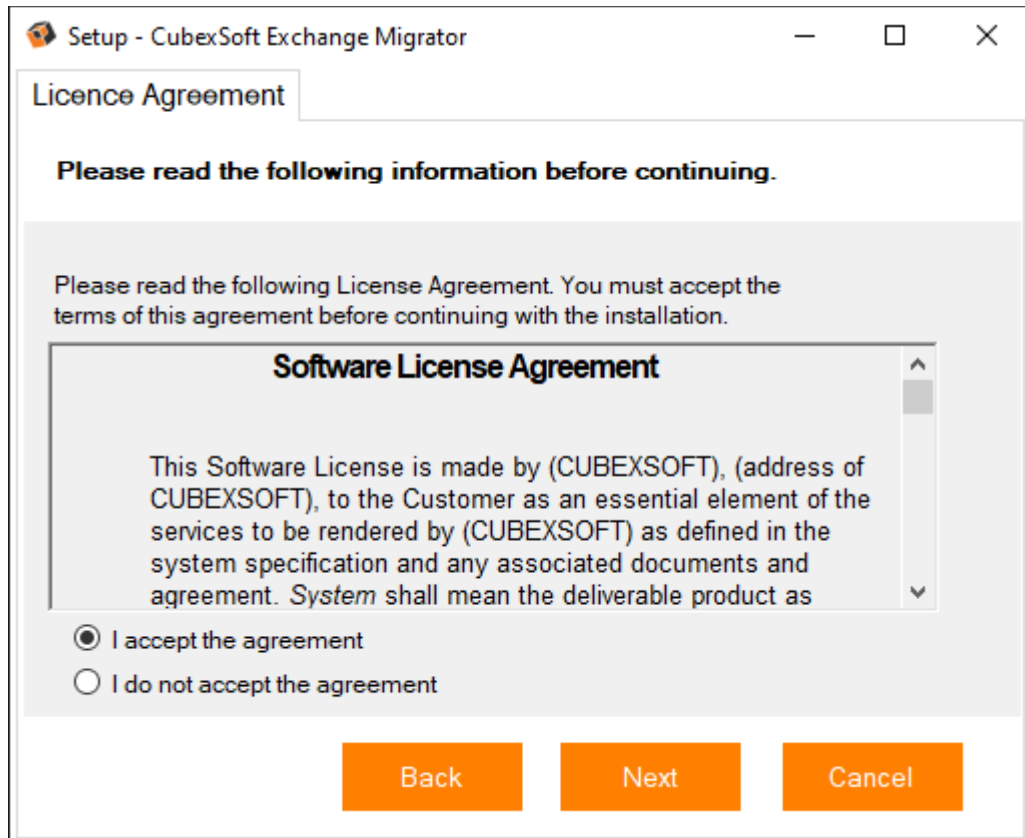 Setup - CubexSoft Exchange Migrator
Licence Agreement
Please read the following information before continuing.
Please read the following License Agreement. You must accept the
terms of this agreement before continuing with the installation.
Software License Agreement
This Software License is made by (CUBEXSOFT), (address of
CUBEXSOFT), to the Customer as an essential element of the
services to be rendered by (CUBEXSOFT) as defined in the
system specification and any associated documents and
agreement. System shall mean the deliverable product as
I accept the agreement
I do not accept the agreement
Back Next Cancel